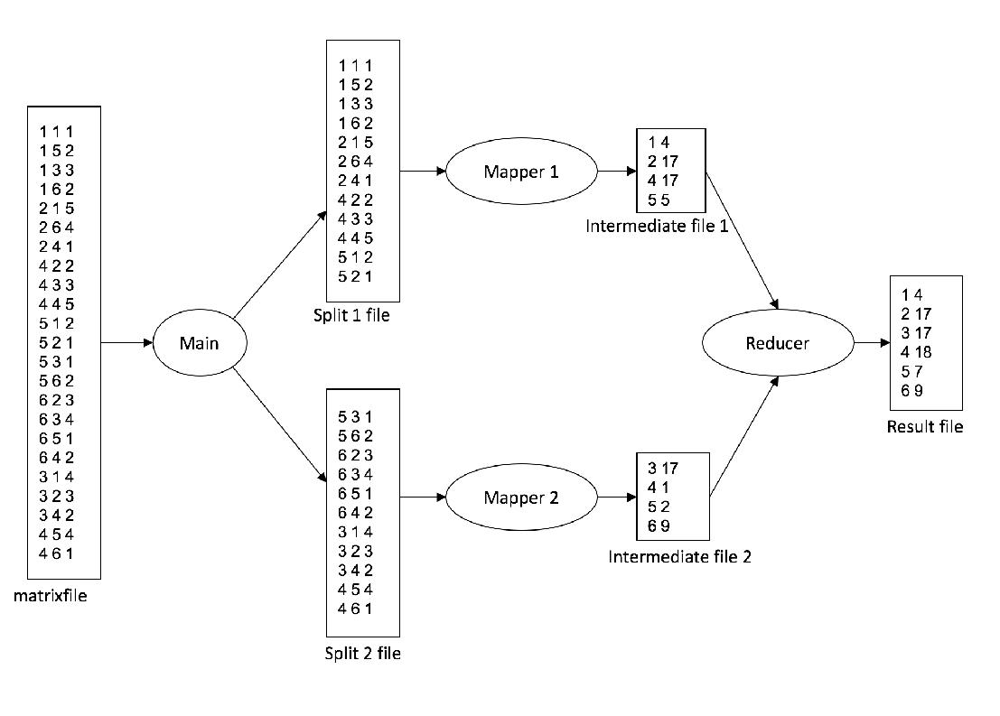 1 1 1
1 5 2
1 3 3
1 6 2
2 1 5
2 6 4
2 4 1
4 2 2
4 3 3
4 4 5
5 1 2
5 2 1
5 3 1
5 6 2
6 2 3
6 3 4
6 5 1
6 4 2
3 1 4
3 2 3
3 4 2
4 5 4
4 6 1
matrixfile
Main
1 1 1
1 5 2
1 3 3
1 6 2
2 1 5
2 6 4
2 4 1
4 2 2
4 3 3
4 4 5
5 1 2
5 2 1
Split 1 file
5 3 1
5 6 2
6 2 3
6 3 4
6 5 1
6 4 2
3 1 4
3 2 3
3 4 2
4 5 4
4 6 1
Split 2 file
Mapper 1
Mapper 2
1 4
2 17
4 17
5 5
Intermediate file 1
3 17
4 1
5 2
6 9
Intermediate file 2
Reducer
1 4
2 17
3 17
4 18
5 7
6 9
Result file